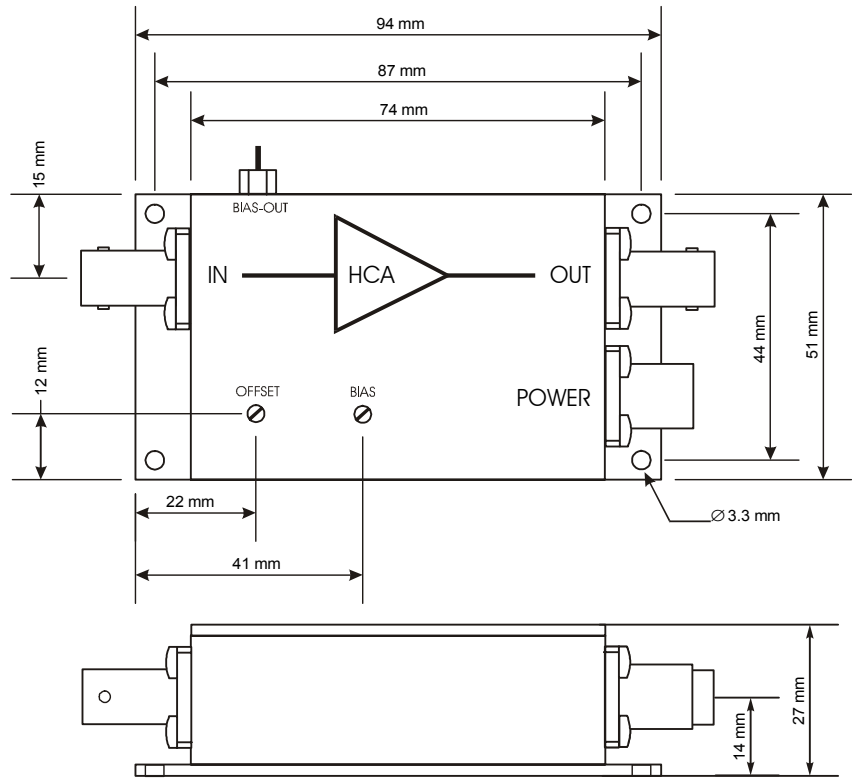 94 mm
87 mm
74 mm
15 mm
BIAS-OUT
IN
HCA
OUT
44 mm
51 mm
12 mm
OFFSET
BIAS
POWER
22 mm
∅ 3.3 mm
41 mm
14 mm
27 mm